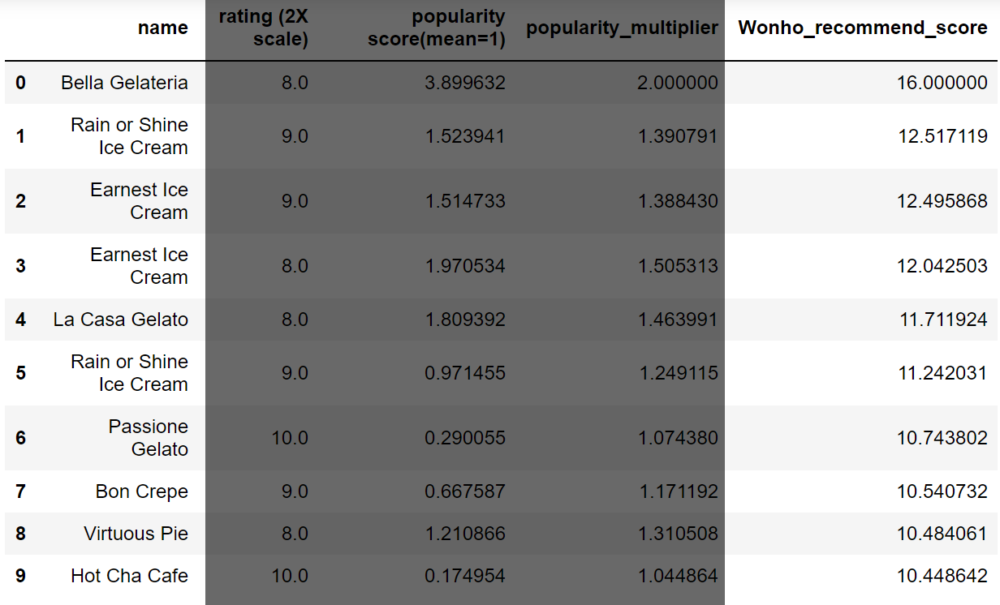 name rating (2X scale) popularity score(mean=1) popularity_multiplier Wonho_recommend_score
0 Bella Gelateria 8.0 3.899632 2.000000 16.000000
1 Rain or Shine Ice Cream 9.0 1.523941 1.390791 12.517119
2 Earnest Ice Cream 9.0 1.514733 1.388430 12.495868
3 Earnest Ice Cream 8.0 1.970534 1.505313 12.042503
4 La Casa Gelato 8.0 1.809392 1.463991 11.711924
5 Rain or Shine Ice Cream 9.0 0.971455 1.249115 11.242031
6 Passione Gelato 10.0 0.290055 1.074380 10.743802
7 Bon Crepe 9.0 0.667587 1.171192 10.540732
8 Virtuous Pie 8.0 1.210866 1.310508 10.484061
9 Hot Cha Cafe 10.0 0.174954 1.044864 10.448642